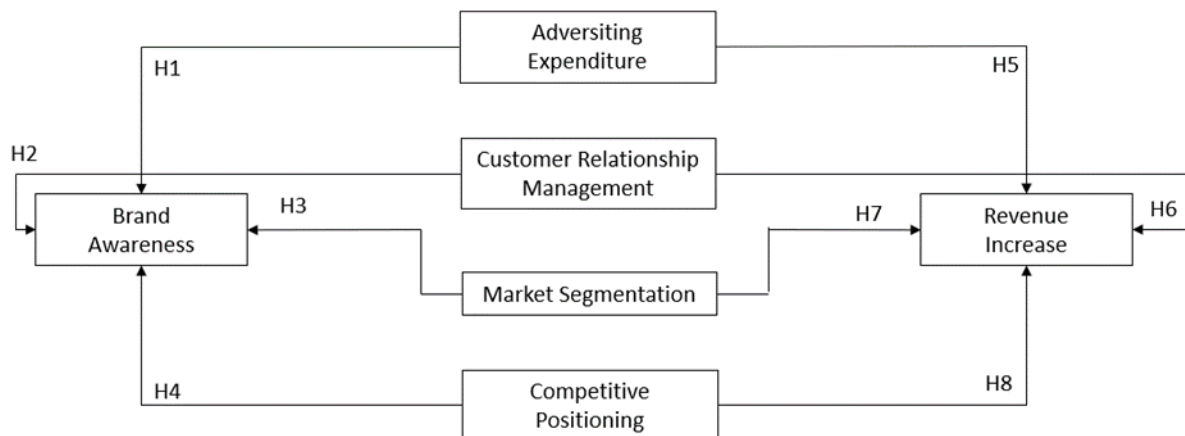 Adversiting
Expenditure
H1
H5
H2
Customer Relationship
Management
Brand
Awareness
H3
H7
Revenue
Increase
H6
Market Segmentation
H4
Competitive
Positioning
H8